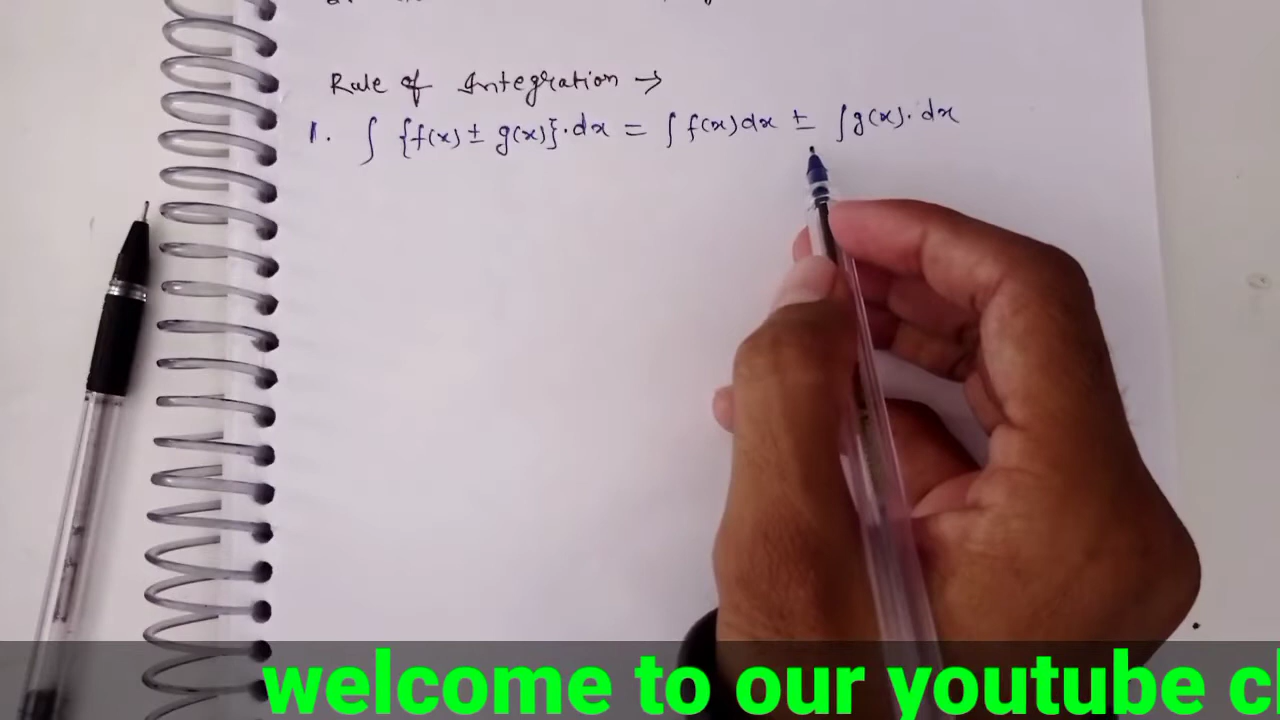 Rule of Integration →
1. ∫ {f(x) ± g(x)}·dx = ∫ f(x) dx ± ∫ g(x)· dx
welcome to our youtube